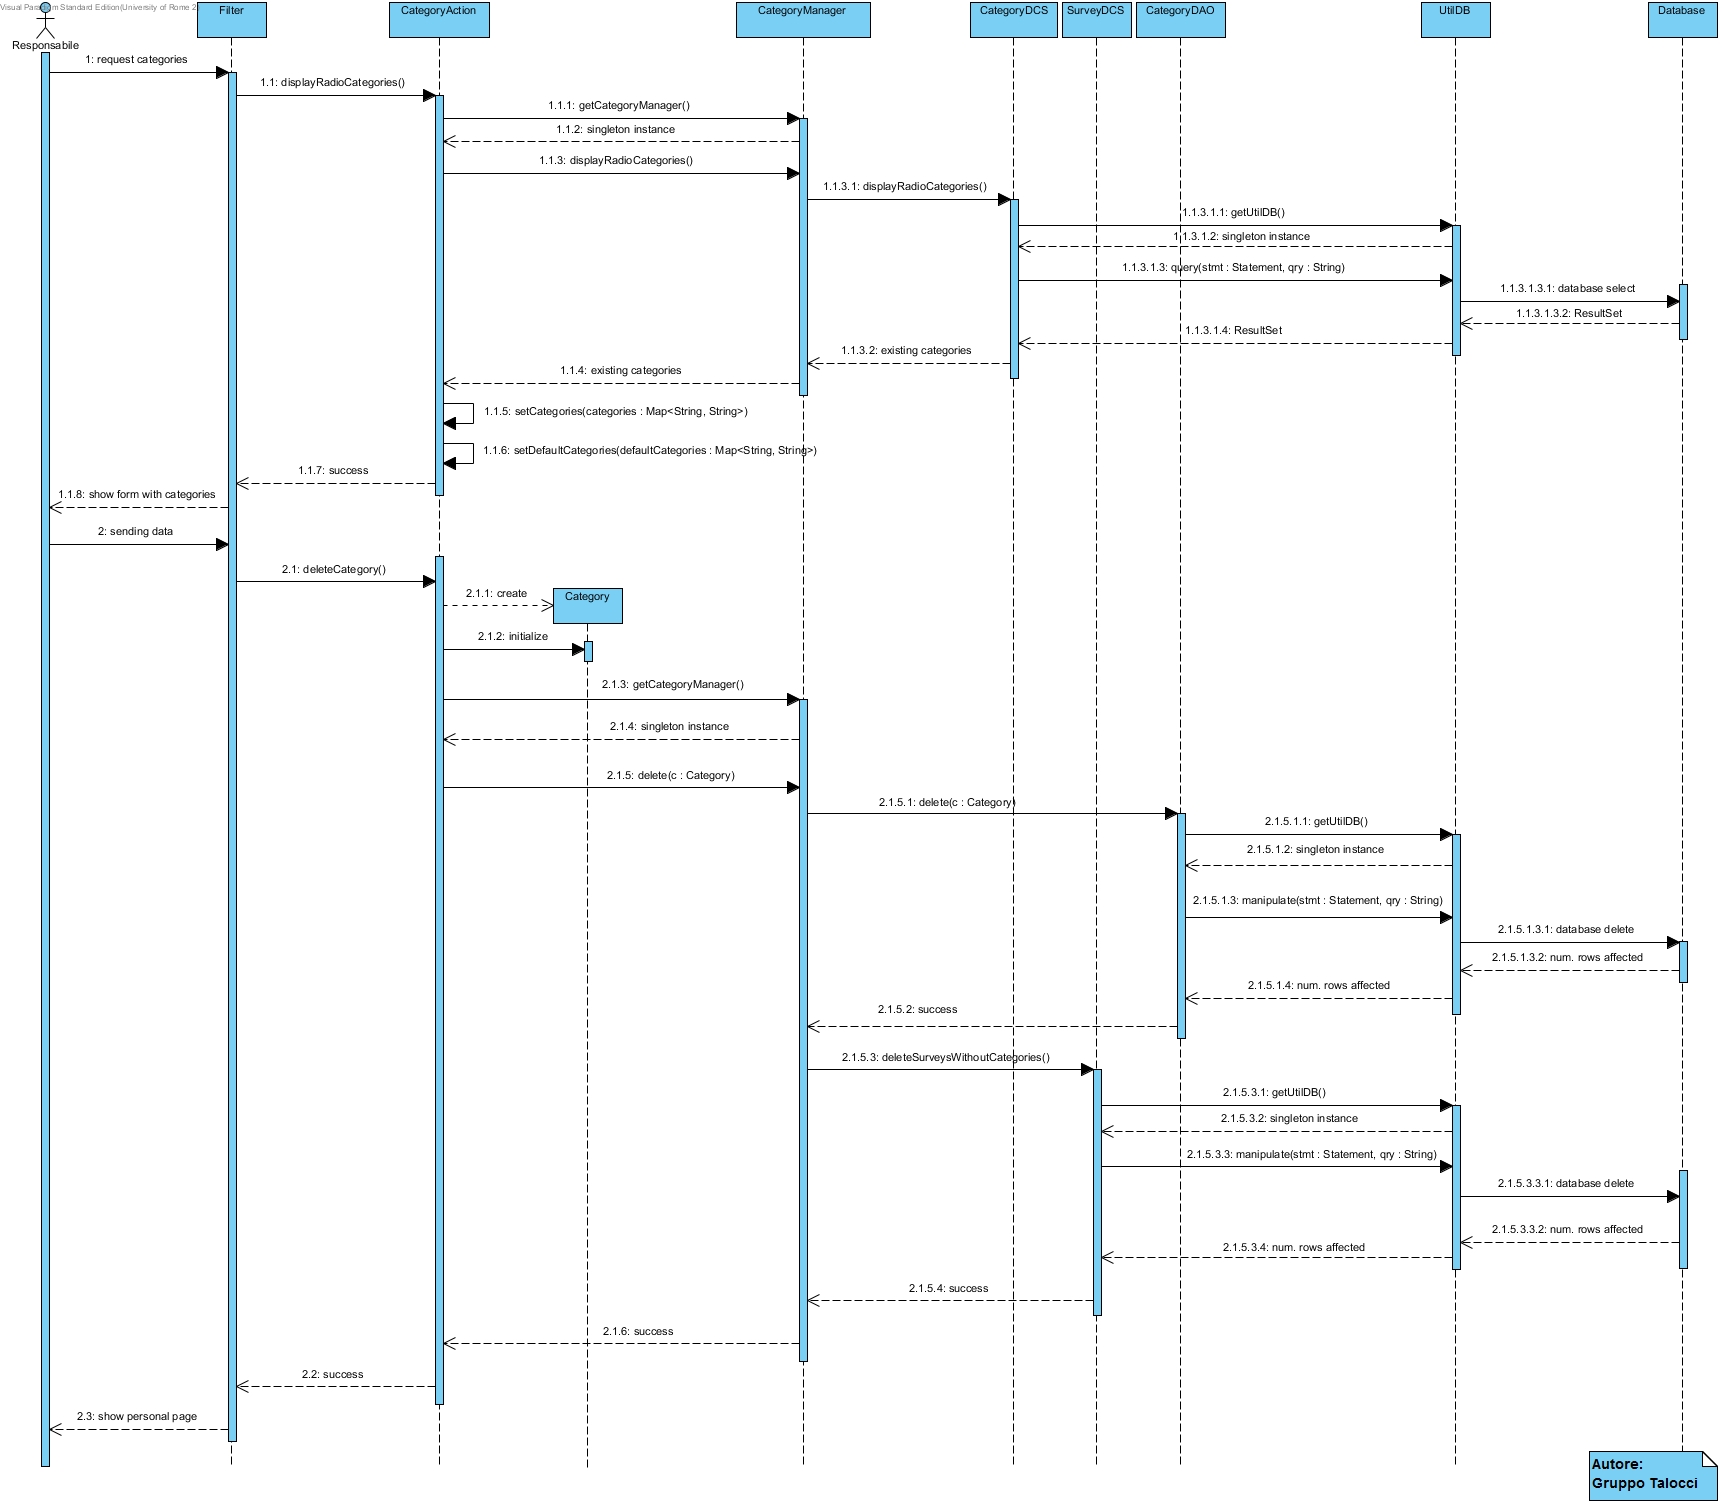 Visual Parad m Standard Edition(University of Rome 2
Filter
CategoryAction
CategoryManager
CategoryDCS
SurveyDCS
CategoryDAO
UtilDB
Database
Responsabile
1: request categories
1.1: displayRadioCategories()
1.1.1: getCategoryManager()
1.1.2: singleton instance
1.1.3: displayRadioCategories()
1.1.3.1: displayRadioCategories()
1.1.3.1.1: getUtilDB()
1.1.3.1.2: singleton instance
1.1.3.1.3: query(stmt : Statement, qry : String)
1.1.3.1.3.1: database select
1.1.3.1.3.2: ResultSet
1.1.3.1.4: ResultSet
1.1.3.2: existing categories
1.1.4: existing categories
1.1.5: setCategories(categories : Map<String, String>)
1.1.6: setDefaultCategories(defaultCategories : Map<String, String>)
1.1.7: success
1.1.8: show form with categories
2: sending data
2.1: deleteCategory()
2.1.1: create
Category
2.1.2: initialize
2.1.3: getCategoryManager()
2.1.4: singleton instance
2.1.5: delete(c : Category)
2.1.5.1: delete(c : Category)
2.1.5.1.1: getUtilDB()
2.1.5.1.2: singleton instance
2.1.5.1.3: manipulate(stmt : Statement, qry : String)
2.1.5.1.3.1: database delete
2.1.5.1.3.2: num. rows affected
2.1.5.1.4: num. rows affected
2.1.5.2: success
2.1.5.3: deleteSurveysWithoutCategories()
2.1.5.3.1: getUtilDB()
2.1.5.3.2: singleton instance
2.1.5.3.3: manipulate(stmt : Statement, qry : String)
2.1.5.3.3.1: database delete
2.1.5.3.3.2: num. rows affected
2.1.5.3.4: num. rows affected
2.1.5.4: success
2.1.6: success
2.2: success
2.3: show personal page
Autore:
Gruppo Talocci